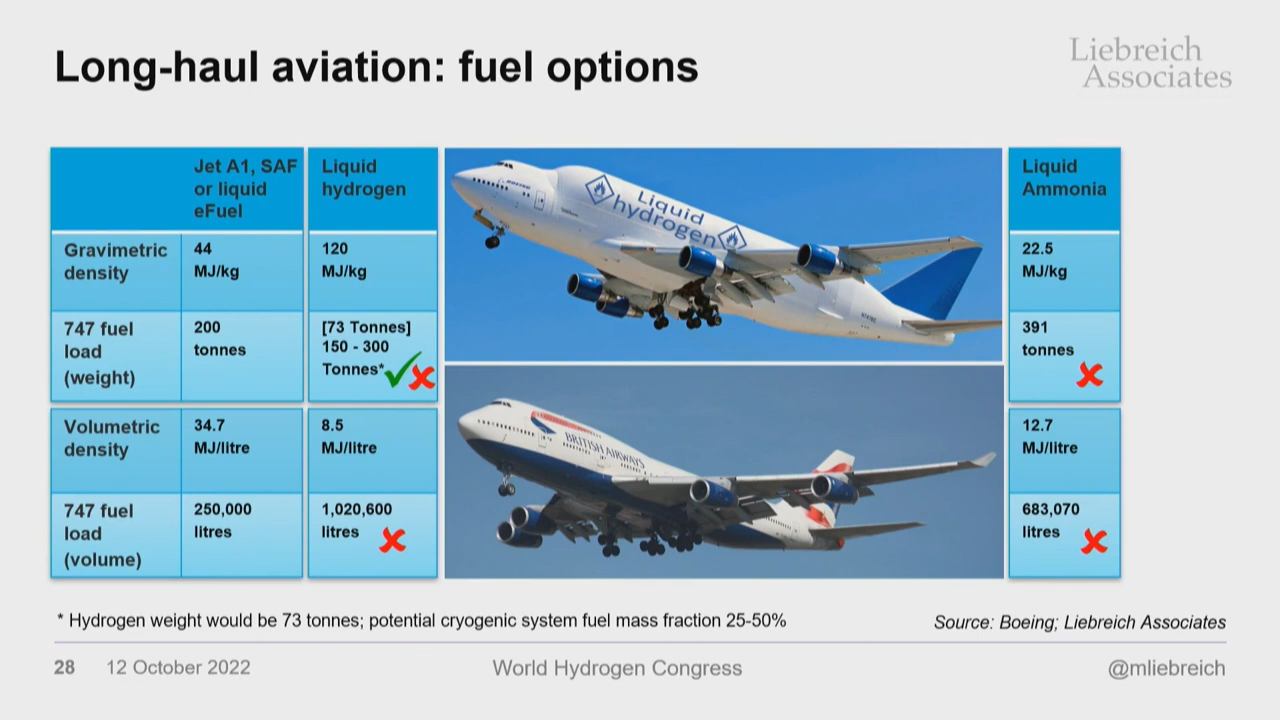 Long-haul aviation: fuel options
Liebreich
Associates
Jet A1, SAF
or liquid
eFuel
Liquid
hydrogen
Liquid
Ammonia
Gravimetric
density
44
MJ/kg
120
MJ/kg
22.5
MJ/kg
747 fuel
load
(weight)
200
tonnes
[73 Tonnes]
150 - 300
Tonnes*
391
tonnes
Volumetric
density
34.7
MJ/litre
8.5
MJ/litre
12.7
MJ/litre
747 fuel
load
(volume)
250,000
litres
1,020,600
litres
683,070
litres
BOEING
Liquid
hydrogen
BRITISH AIRWAYS
* Hydrogen weight would be 73 tonnes; potential cryogenic system fuel mass fraction 25-50%
Source: Boeing; Liebreich Associates
28 12 October 2022 World Hydrogen Congress @mliebreich